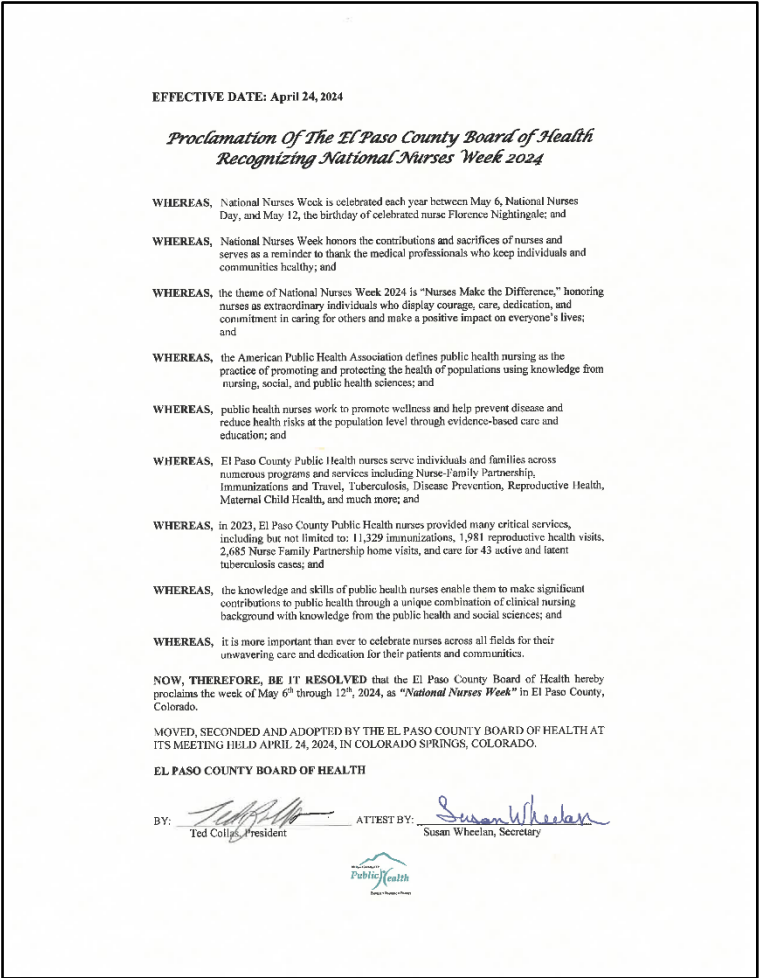 EFFECTIVE DATE: April 24, 2024
Proclamation Of The El Paso County Board of Health
Recognizing National Nurses Week 2024
WHEREAS, National Nurses Week is celebrated each year between May 6, National Nurses
Day, and May 12, the birthday of celebrated nurse Florence Nightingale; and
WHEREAS, National Nurses Week honors the contributions and sacrifices of nurses and
serves as a reminder to thank the medical professionals who keep individuals and
communities healthy; and
WHEREAS, the theme of National Nurses Week 2024 is “Nurses Make the Difference,” honoring
nurses as extraordinary individuals who display courage, care, dedication, and
commitment in caring for others and make a positive impact on everyone’s lives;
and
WHEREAS, the American Public Health Association defines public health nursing as the
practice of promoting and protecting the health of populations using knowledge from
nursing, social, and public health sciences; and
WHEREAS, public health nurses work to promote wellness and help prevent disease and
reduce health risks at the population level through evidence-based care and
education; and
WHEREAS, El Paso County Public Health nurses serve individuals and families across
numerous programs and services including Nurse-Family Partnership,
Immunizations and Travel, Tuberculosis, Disease Prevention, Reproductive Health,
Maternal Child Health, and much more; and
WHEREAS, in 2023, El Paso County Public Health nurses provided many critical services,
including but not limited to: 11,329 immunizations, 1,981 reproductive health visits,
2,685 Nurse Family Partnership home visits, and care for 43 active and latent
tuberculosis cases; and
WHEREAS, the knowledge and skills of public health nurses enable them to make significant
contributions to public health through a unique combination of clinical nursing
background with knowledge from the public health and social sciences; and
WHEREAS, it is more important than ever to celebrate nurses across all fields for their
unwavering care and dedication for their patients and communities.
NOW, THEREFORE, BE IT RESOLVED that the El Paso County Board of Health hereby
proclaims the week of May 6th through 12th, 2024, as “National Nurses Week” in El Paso County,
Colorado.
MOVED, SECONDED AND ADOPTED BY THE EL PASO COUNTY BOARD OF HEALTH AT
ITS MEETING HELD APRIL 24, 2024, IN COLORADO SPRINGS, COLORADO.
EL PASO COUNTY BOARD OF HEALTH
BY: ATTEST BY: Susan Wheelan
Ted Collas, President Susan Wheelan, Secretary
Public Health